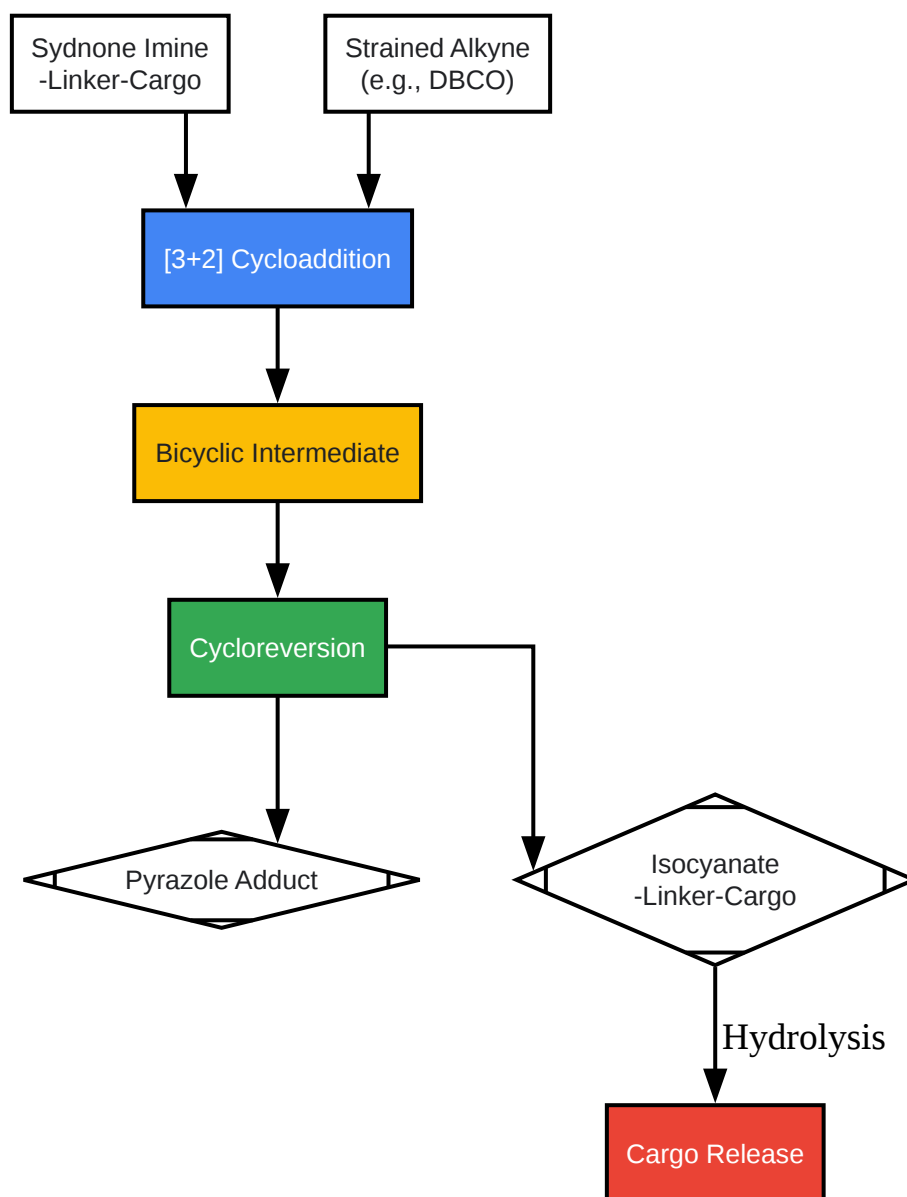 Sydnone Imine
-Linker-Cargo
Strained Alkyne
(e.g., DBCO)
[3+2] Cycloaddition
Bicyclic Intermediate
Cycloreversion
Pyrazole Adduct
Isocyanate
-Linker-Cargo
Hydrolysis
Cargo Release